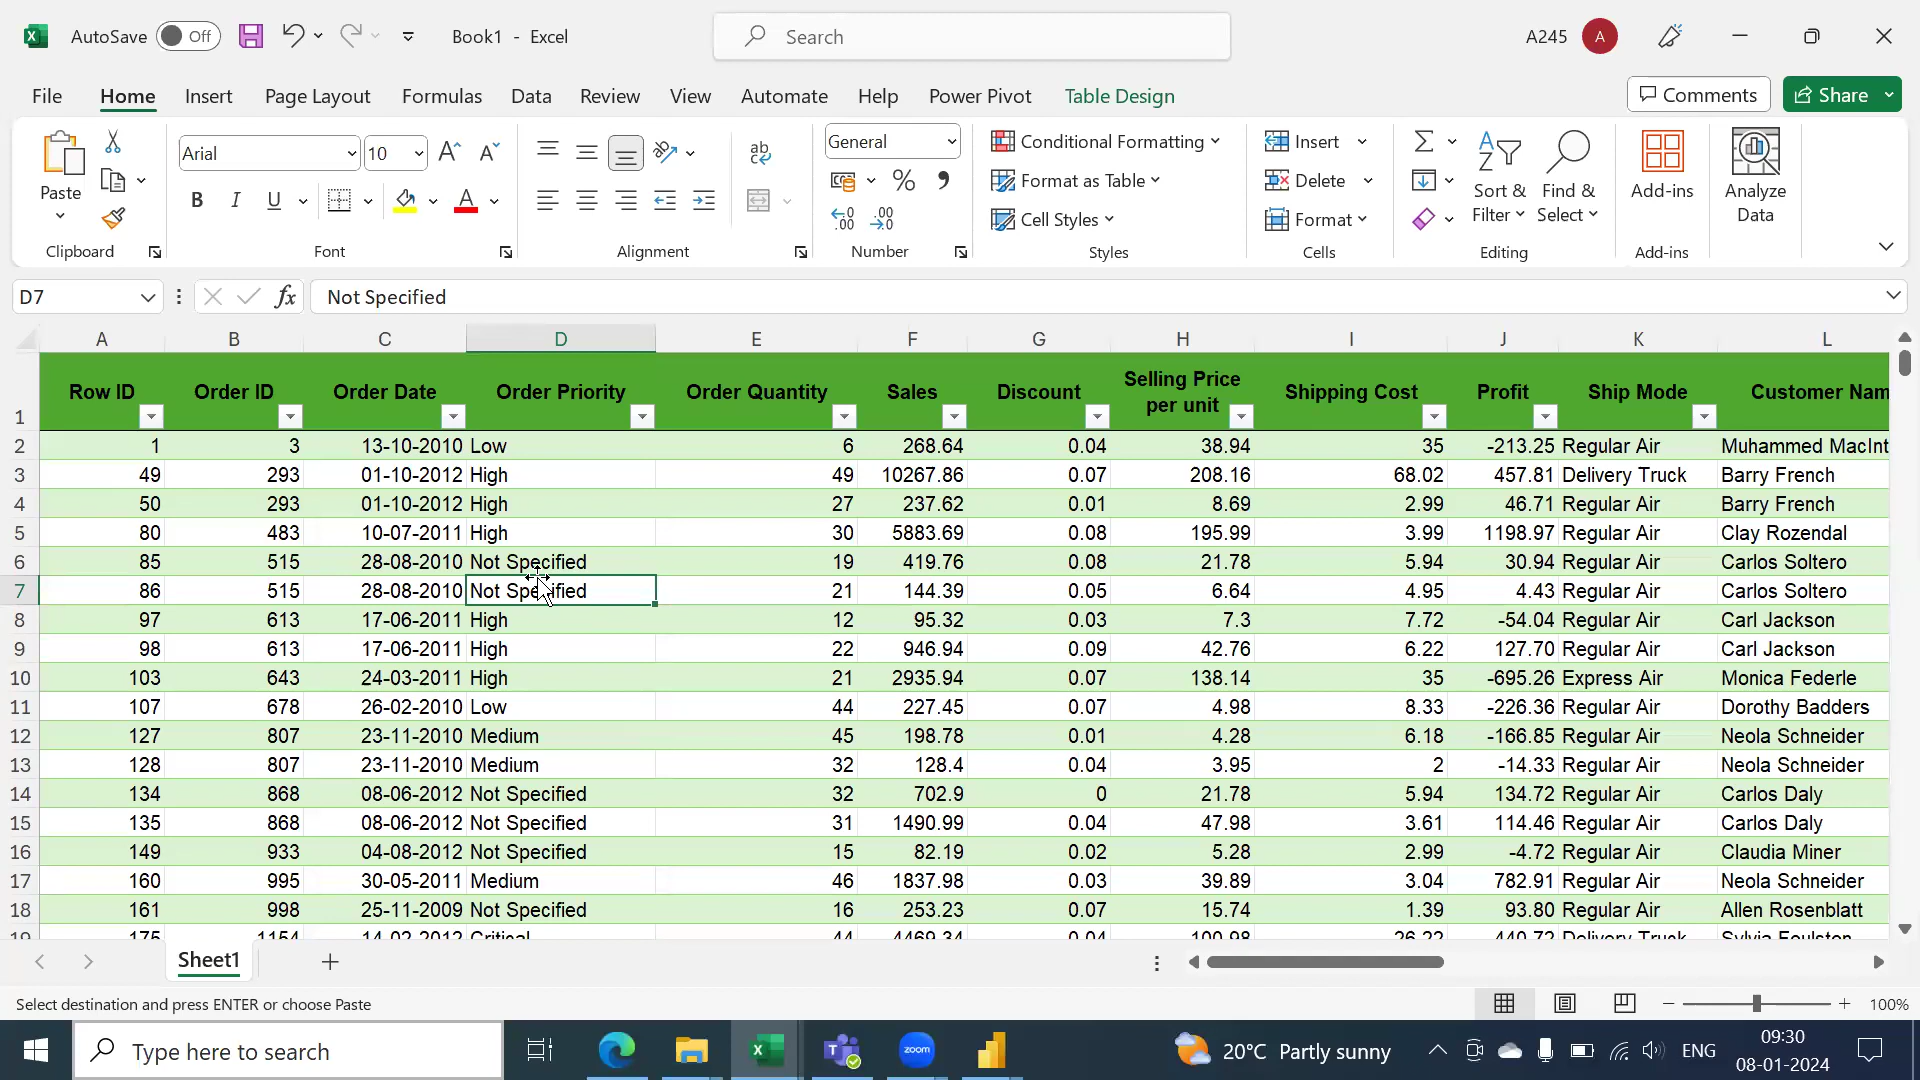 AutoSave Off Book1 - Excel Search A245 A
File Home Insert Page Layout Formulas Data Review View Automate Help Power Pivot Table Design Comments Share
Paste Arial 10 General Conditional Formatting Format as Table Cell Styles Insert Delete Format Sort & Filter Find & Select Add-ins Analyze Data
Clipboard Font Alignment Number Styles Cells Editing Add-ins
D7 fx Not Specified
A B C D E F G H I J K L
1 Row ID Order ID Order Date Order Priority Order Quantity Sales Discount Selling Price per unit Shipping Cost Profit Ship Mode Customer Nam
2 1 3 13-10-2010 Low 6 268.64 0.04 38.94 35 -213.25 Regular Air Muhammed MacInt
3 49 293 01-10-2012 High 49 10267.86 0.07 208.16 68.02 457.81 Delivery Truck Barry French
4 50 293 01-10-2012 High 27 237.62 0.01 8.69 2.99 46.71 Regular Air Barry French
5 80 483 10-07-2011 High 30 5883.69 0.08 195.99 3.99 1198.97 Regular Air Clay Rozendal
6 85 515 28-08-2010 Not Specified 19 419.76 0.08 21.78 5.94 30.94 Regular Air Carlos Soltero
7 86 515 28-08-2010 Not Specified 21 144.39 0.05 6.64 4.95 4.43 Regular Air Carlos Soltero
8 97 613 17-06-2011 High 12 95.32 0.03 7.3 7.72 -54.04 Regular Air Carl Jackson
9 98 613 17-06-2011 High 22 946.94 0.09 42.76 6.22 127.70 Regular Air Carl Jackson
10 103 643 24-03-2011 High 21 2935.94 0.07 138.14 35 -695.26 Express Air Monica Federle
11 107 678 26-02-2010 Low 44 227.45 0.07 4.98 8.33 -226.36 Regular Air Dorothy Badders
12 127 807 23-11-2010 Medium 45 198.78 0.01 4.28 6.18 -166.85 Regular Air Neola Schneider
13 128 807 23-11-2010 Medium 32 128.4 0.04 3.95 2 -14.33 Regular Air Neola Schneider
14 134 868 08-06-2012 Not Specified 32 702.9 0 21.78 5.94 134.72 Regular Air Carlos Daly
15 135 868 08-06-2012 Not Specified 31 1490.99 0.04 47.98 3.61 114.46 Regular Air Carlos Daly
16 149 933 04-08-2012 Not Specified 15 82.19 0.02 5.28 2.99 -4.72 Regular Air Claudia Miner
17 160 995 30-05-2011 Medium 46 1837.98 0.03 39.89 3.04 782.91 Regular Air Neola Schneider
18 161 998 25-11-2009 Not Specified 16 253.23 0.07 15.74 1.39 93.80 Regular Air Allen Rosenblatt
19 175 1154 14-02-2012 Critical 44 4469.34 0.04 100.98 26.22 440.72 Delivery Truck Sylvia Foulston
Sheet1
Select destination and press ENTER or choose Paste 100%
Type here to search zoom 20°C Partly sunny ENG 09:30
08-01-2024